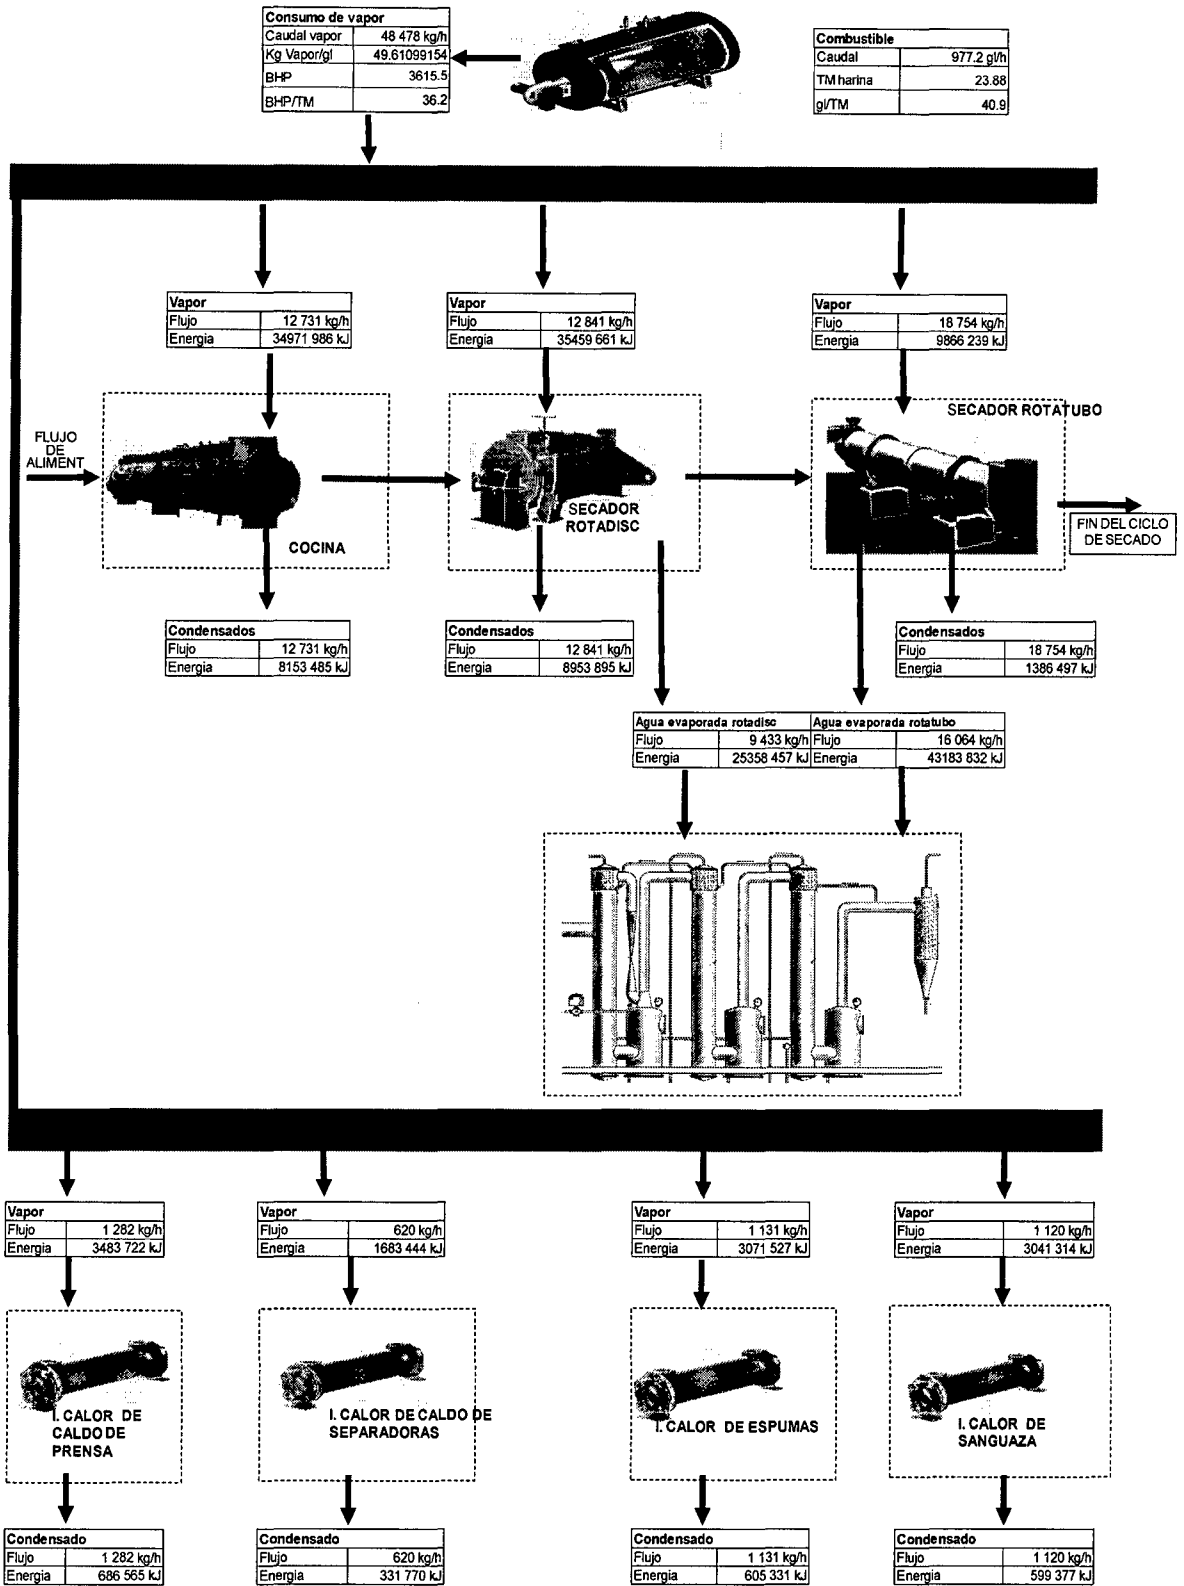 Consumo de vapor
Caudal vapor 48 478 kg/h
Kg Vapor/gl 49.61099154
BHP 3615.5
BHP/TM 36.2
Combustible
Caudal 977.2 gl/h
TM harina 23.88
gl/TM 40.9
Vapor
Flujo 12 731 kg/h
Energia 34971 986 kJ
Vapor
Flujo 12 841 kg/h
Energia 35459 661 kJ
Vapor
Flujo 18 754 kg/h
Energia 9866 239 kJ
FLUJO
DE
ALIMENT
COCINA
SECADOR
ROTADISC
SECADOR ROTATUBO
FIN DEL CICLO
DE SECADO
Condensados
Flujo 12 731 kg/h
Energia 8153 485 kJ
Condensados
Flujo 12 841 kg/h
Energia 8953 895 kJ
Condensados
Flujo 18 754 kg/h
Energia 1386 497 kJ
Agua evaporada rotadisc
Flujo 9 433 kg/h
Energia 25358 457 kJ
Agua evaporada rotatubo
Flujo 16 064 kg/h
Energia 43183 832 kJ
Vapor
Flujo 1 282 kg/h
Energia 3483 722 kJ
Vapor
Flujo 620 kg/h
Energia 1683 444 kJ
Vapor
Flujo 1 131 kg/h
Energia 3071 527 kJ
Vapor
Flujo 1 120 kg/h
Energia 3041 314 kJ
I. CALOR DE
CALDO DE
PRENSA
I. CALOR DE CALDO DE
SEPARADORAS
I. CALOR DE ESPUMAS
I. CALOR DE
SANGUAZA
Condensado
Flujo 1 282 kg/h
Energia 686 565 kJ
Condensado
Flujo 620 kg/h
Energia 331 770 kJ
Condensado
Flujo 1 131 kg/h
Energia 605 331 kJ
Condensado
Flujo 1 120 kg/h
Energia 599 377 kJ